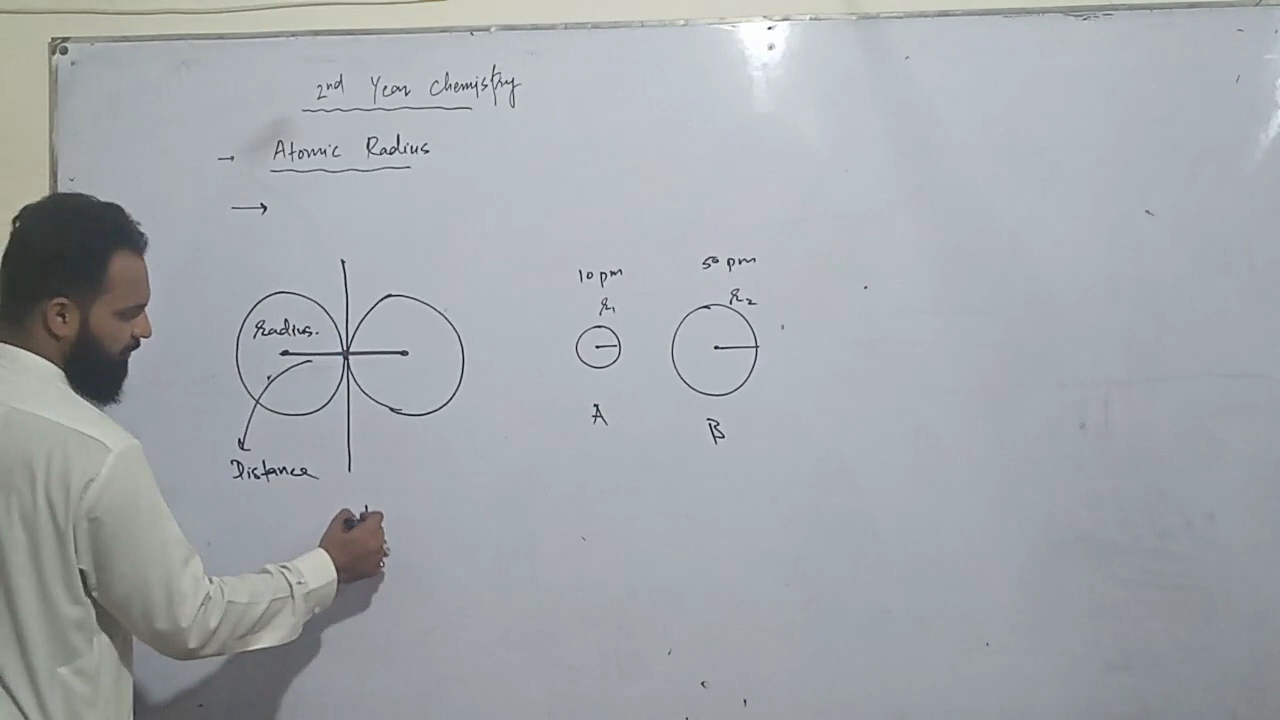 2nd Year Chemistry
→ Atomic Radius
→
radius.
Distance
10 pm
r1
A
50 pm
r2
B